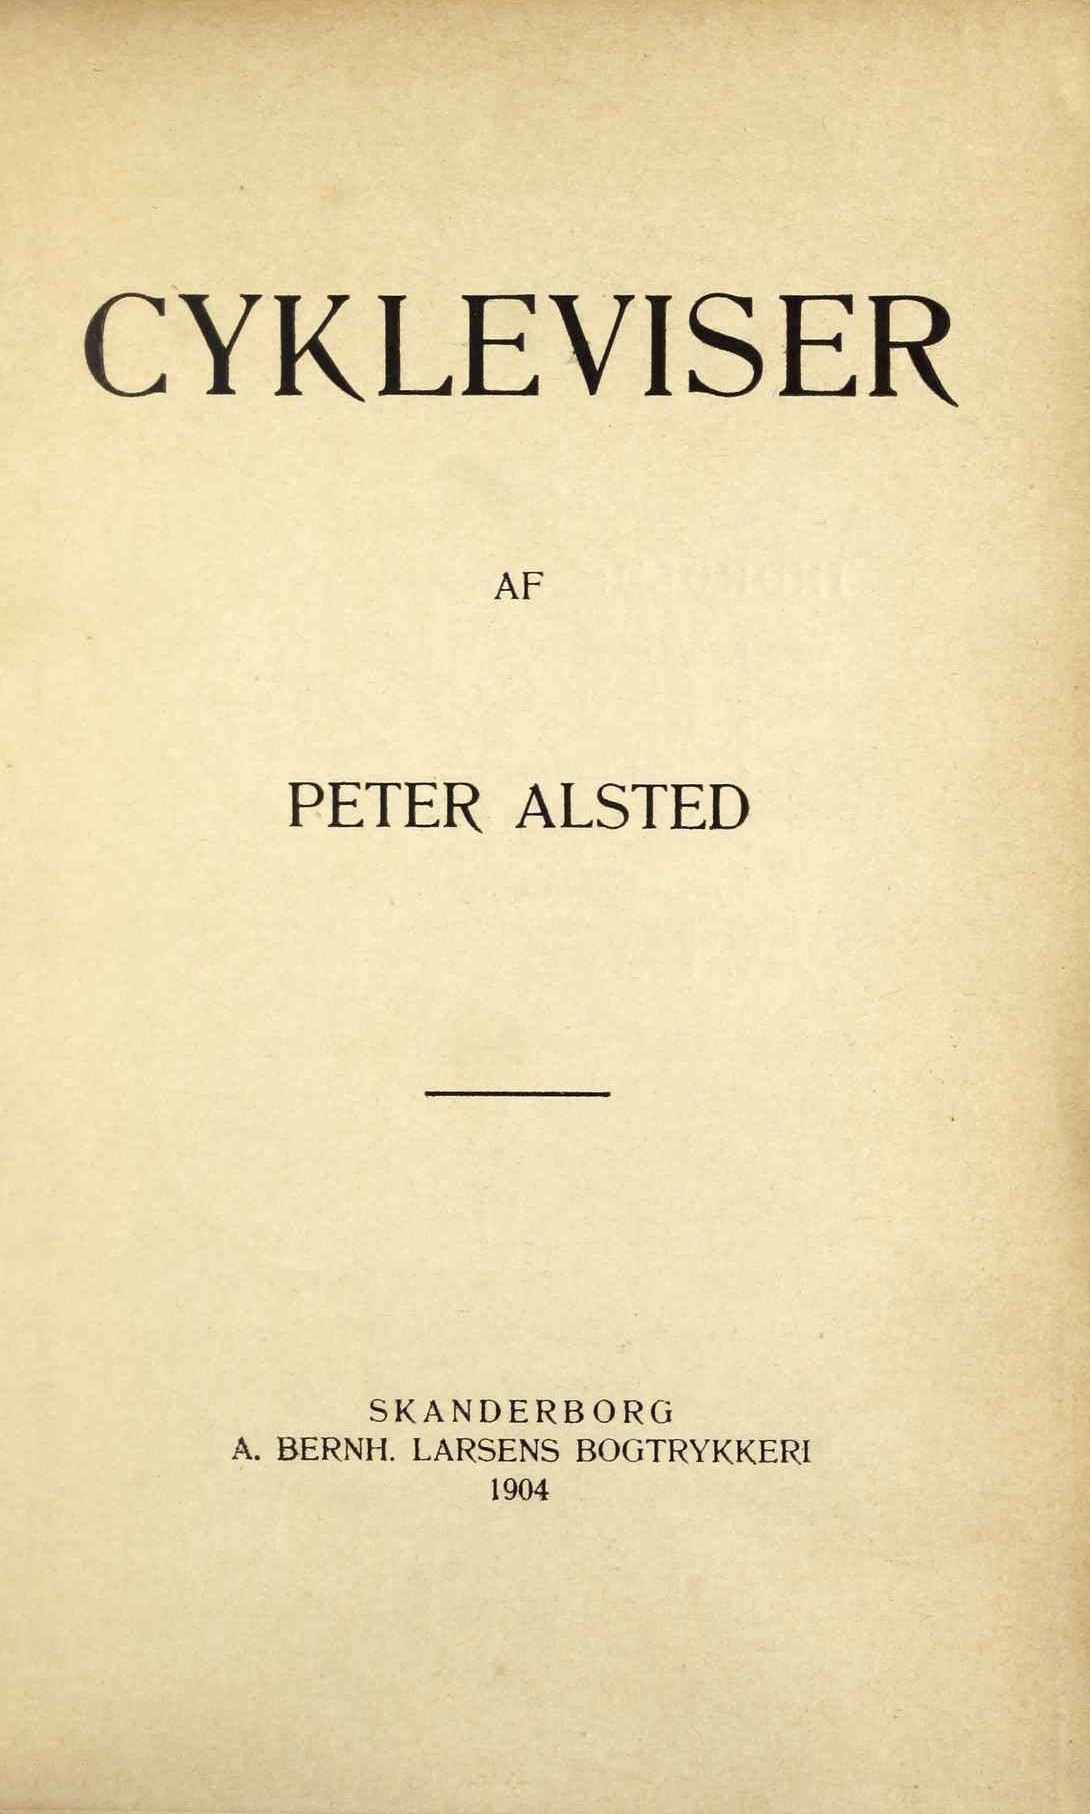 CYKLEVISER
AF
PETER ALSTED
SKANDERBORG
A. BERNH. LARSENS BOGTRYKKERI
1904